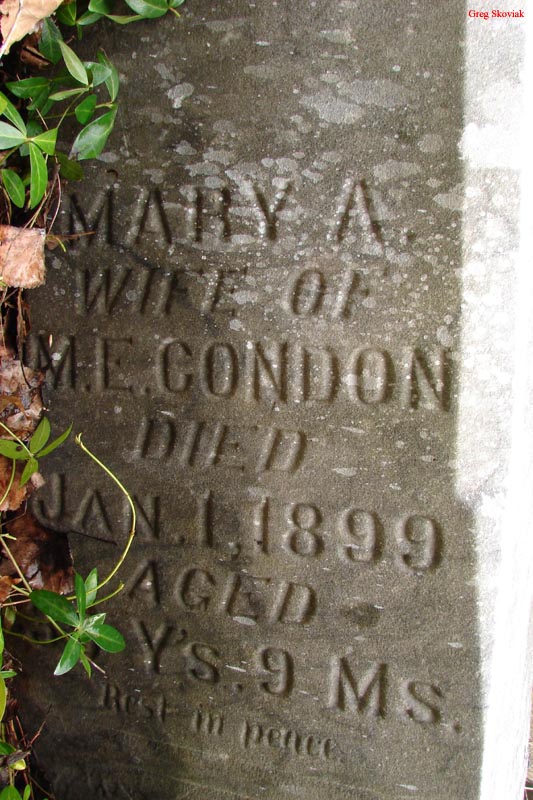 Greg Skoviak
MARY A.
WIFE OF
M.E. CONDON
DIED
JAN. 1, 1899
AGED
Y'S. 9 MS.
Rest in peace.